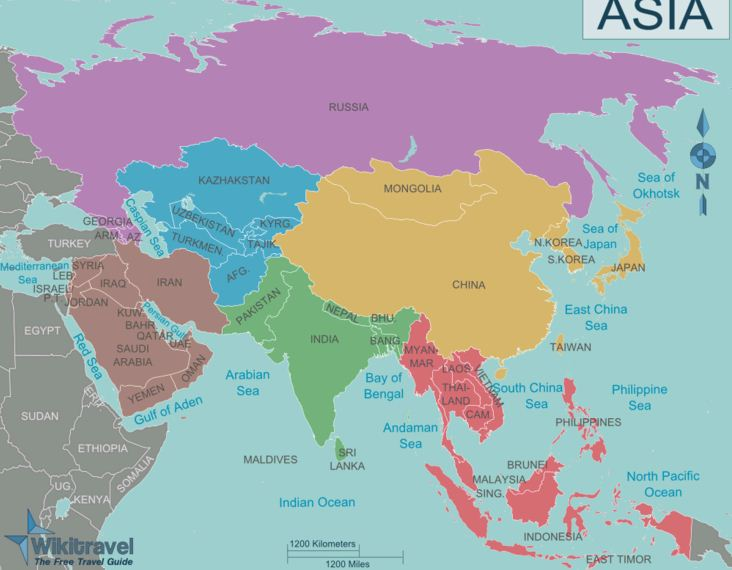 ASIA
RUSSIA
Sea of
Okhotsk
N
KAZHAKSTAN
MONGOLIA
UZBEKISTAN
KYRG.
TURKMEN.
TAJIK.
AFG.
Caspian Sea
GEORGIA
ARM.
AZ.
TURKEY
Mediterranean
Sea
SYRIA
LEB
ISRAEL
P.T.
JORDAN
IRAQ
IRAN
KUW.
BAHR.
QATAR
UAE
Persian Gulf
SAUDI
ARABIA
OMAN
YEMEN
Red Sea
Gulf of Aden
EGYPT
SUDAN
ERIT.
ETHIOPIA
SOMALIA
UG.
KENYA
PAKISTAN
INDIA
NEPAL
BHU.
BANG.
SRI
LANKA
MALDIVES
Arabian
Sea
Bay of
Bengal
Andaman
Sea
Indian Ocean
CHINA
N.KOREA
S.KOREA
Sea of
Japan
JAPAN
East China
Sea
TAIWAN
MYAN-
MAR
LAOS
THAI-
LAND
VIETNAM
CAM.
South China
Sea
Philippine
Sea
PHILIPPINES
BRUNEI
MALAYSIA
SING.
INDONESIA
EAST TIMOR
North Pacific
Ocean
1200 Kilometers
1200 Miles
Wikitravel
The Free Travel Guide